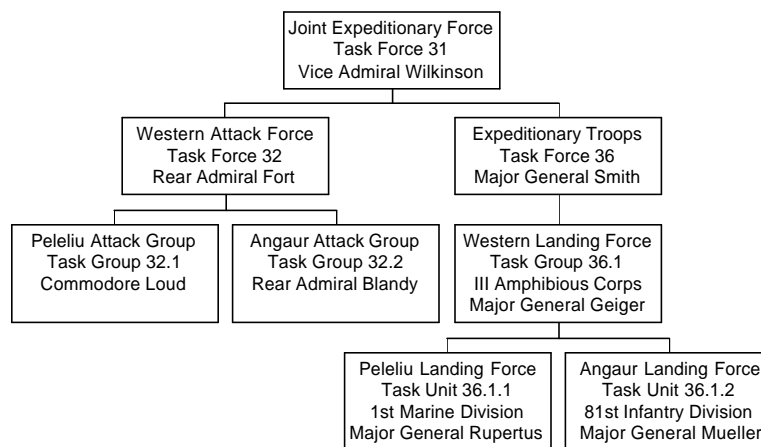 Joint Expeditionary Force
Task Force 31
Vice Admiral Wilkinson
Western Attack Force
Task Force 32
Rear Admiral Fort
Expeditionary Troops
Task Force 36
Major General Smith
Peleliu Attack Group
Task Group 32.1
Commodore Loud
Angaur Attack Group
Task Group 32.2
Rear Admiral Blandy
Western Landing Force
Task Group 36.1
III Amphibious Corps
Major General Geiger
Peleliu Landing Force
Task Unit 36.1.1
1st Marine Division
Major General Rupertus
Angaur Landing Force
Task Unit 36.1.2
81st Infantry Division
Major General Mueller